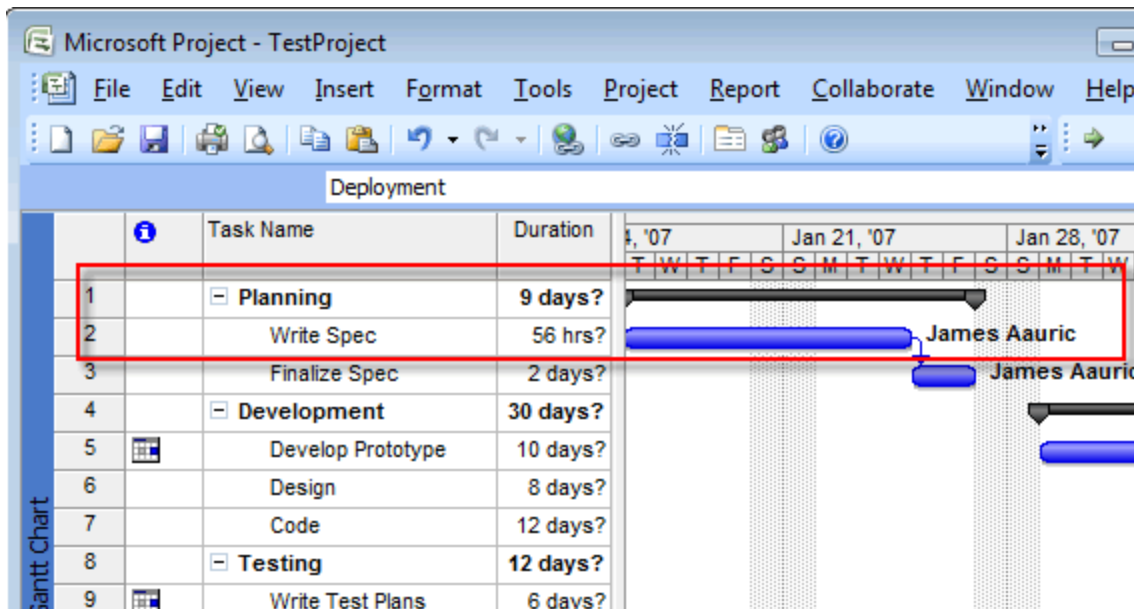 Microsoft Project - TestProject
File Edit View Insert Format Tools Project Report Collaborate Window Help
Deployment
Task Name Duration 4, '07 Jan 21, '07 Jan 28, '07
T W T F S S M T W T F S S M T W
1 Planning 9 days?
2 Write Spec 56 hrs? James Aauric
3 Finalize Spec 2 days? James Aauric
4 Development 30 days?
5 Develop Prototype 10 days?
6 Design 8 days?
7 Code 12 days?
8 Testing 12 days?
9 Write Test Plans 6 days?
Gantt Chart